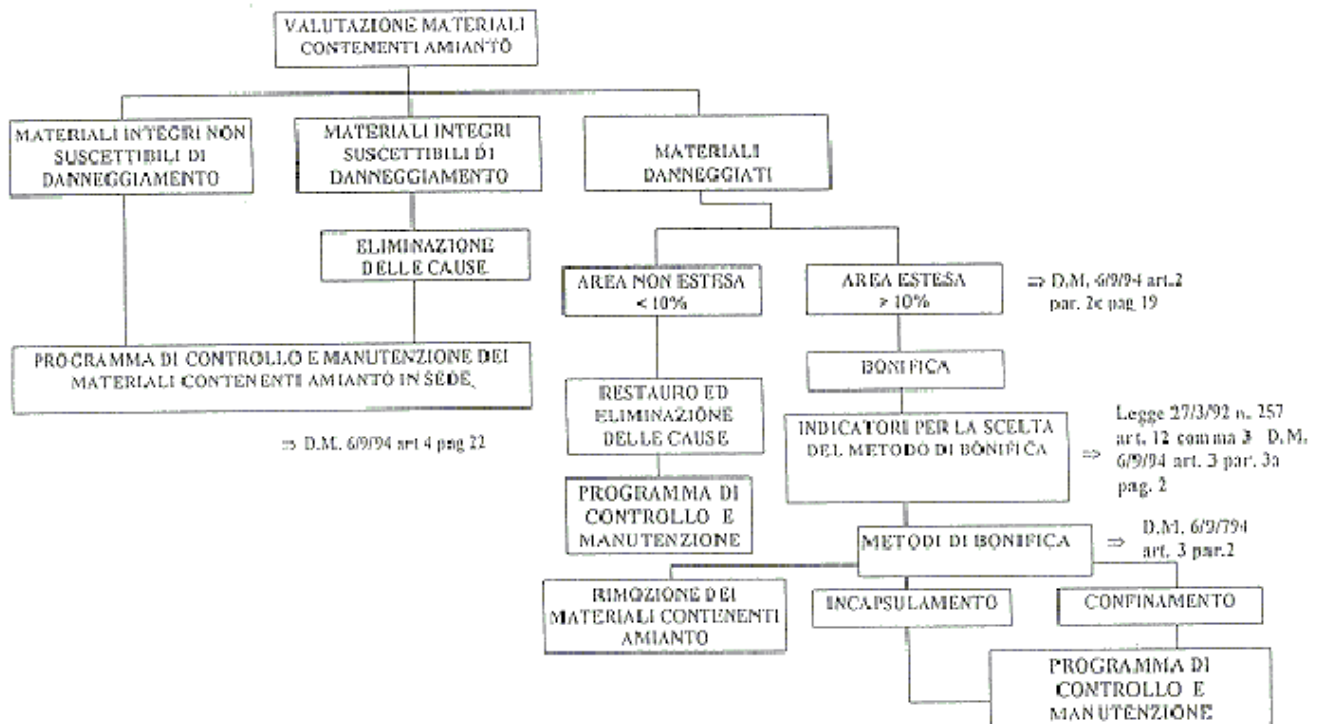 VALUTAZIONE MATERIALI
CONTENENTI AMIANTO
MATERIALI INTEGRI NON
SUSCETTIBILI DI
DANNEGGIAMENTO
MATERIALI INTEGRI
SUSCETTIBILI DI
DANNEGGIAMENTO
MATERIALI
DANNEGGIATI
ELIMINAZIONE
DELLE CAUSE
AREA NON ESTESA
< 10%
AREA ESTESA
> 10%
⇒ D.M. 6/9/94 art.2
par. 2c pag 19
PROGRAMMA DI CONTROLLO E MANUTENZIONE DEI
MATERIALI CONTENENTI AMIANTO IN SEDE
⇒ D.M. 6/9/94 art 4 pag 22
RESTAURO ED
ELIMINAZIONE
DELLE CAUSE
PROGRAMMA DI
CONTROLLO E
MANUTENZIONE
BONIFICA
INDICATORI PER LA SCELTA
DEL METODO DI BONIFICA
⇒
Legge 27/3/92 n. 257
art. 12 comma 3 D.M.
6/9/94 art. 3 par. 3a
pag. 2
METODI DI BONIFICA
⇒
D.M. 6/9/794
art. 3 par.2
RIMOZIONE DEI
MATERIALI CONTENENTI
AMIANTO
INCAPSULAMENTO
CONFINAMENTO
PROGRAMMA DI
CONTROLLO E
MANUTENZIONE